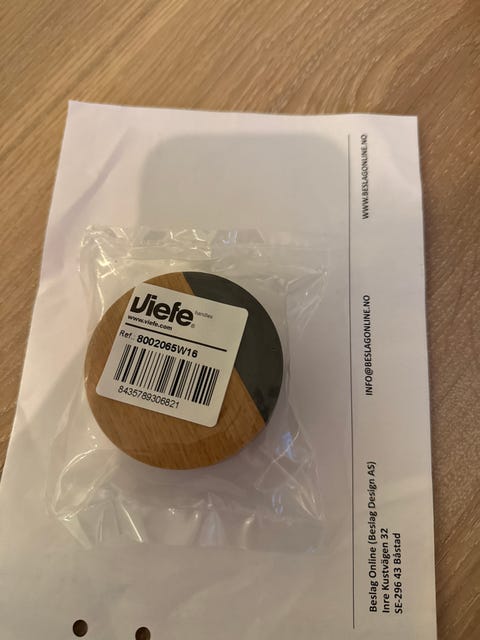 Viefe® handles
www.viefe.com
Ref.: 8002065W16
8435789306821
WWW.BESLAGONLINE.NO
INFO@BESLAGONLINE.NO
Beslag Online (Beslag Design AS)
Inre Kustvägen 32
SE-296 43 Båstad